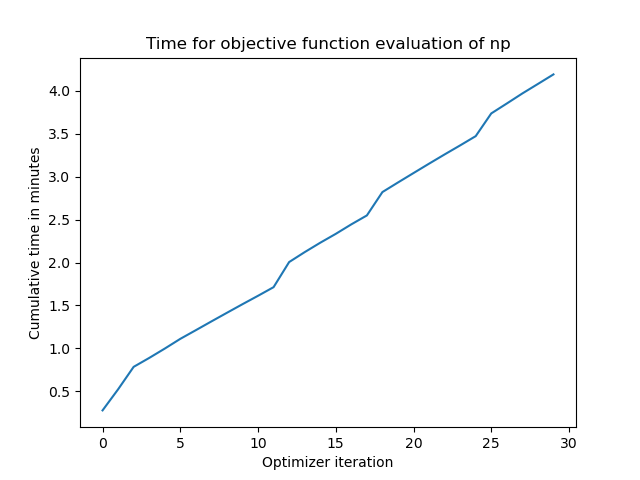 Time for objective function evaluation of np
Cumulative time in minutes
4.0
3.5
3.0
2.5
2.0
1.5
1.0
0.5
0 5 10 15 20 25 30
Optimizer iteration